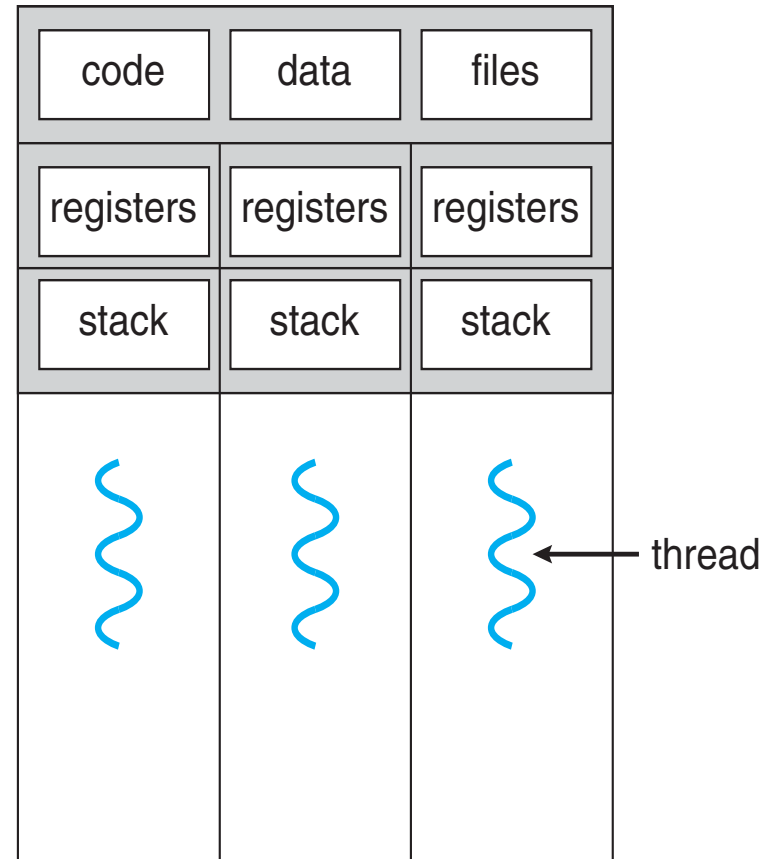 code data files
registers registers registers
stack stack stack
thread